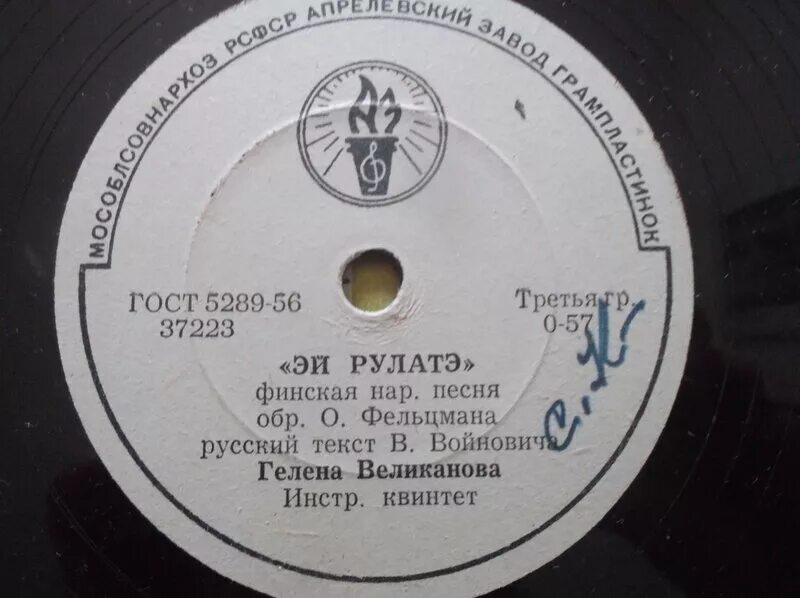 МОСОБЛСОВНАРХОЗ РСФСР АПРЕЛЕВСКИЙ ЗАВОД ГРАМПЛАСТИНОК
АЗ
ГОСТ 5289-56
37223
Третья гр.
0-57
«ЭЙ РУЛАТЭ»
финская нар. песня
обр. О. Фельцмана
русский текст В. Войновича
Гелена Великанова
Инстр. квинтет
С. К.